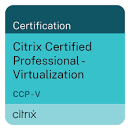 Certification
Citrix Certified
Professional -
Virtualization
CCP - V
citrix